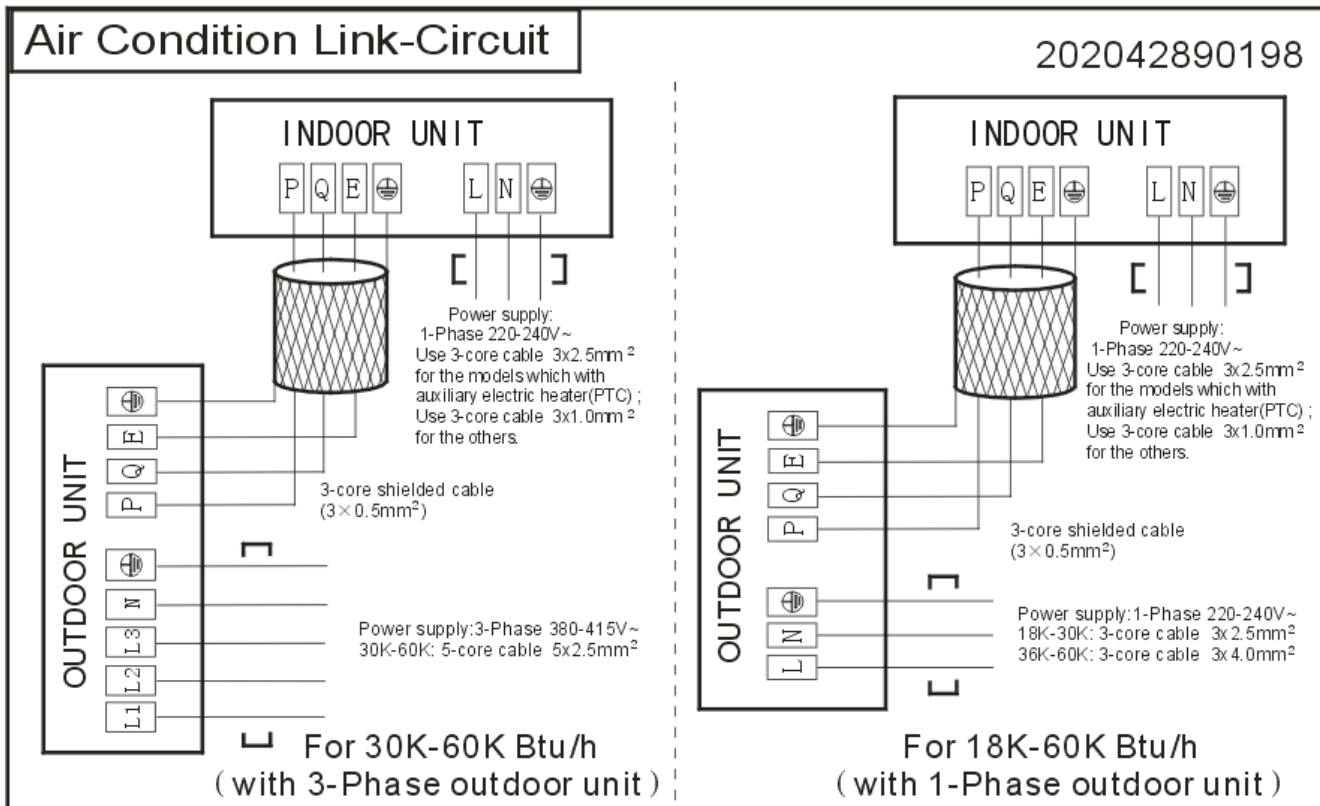 Air Condition Link-Circuit
202042890198
INDOOR UNIT
P Q E L N
Power supply:
1-Phase 220-240V~
Use 3-core cable 3x2.5mm²
for the models which with
auxiliary electric heater(PTC) ;
Use 3-core cable 3x1.0mm²
for the others.
OUTDOOR UNIT
E
Q
P
N
L3
L2
L1
3-core shielded cable
(3×0.5mm²)
Power supply:3-Phase 380-415V~
30K-60K: 5-core cable 5x2.5mm²
For 30K-60K Btu/h
(with 3-Phase outdoor unit)
INDOOR UNIT
P Q E L N
Power supply:
1-Phase 220-240V~
Use 3-core cable 3x2.5mm²
for the models which with
auxiliary electric heater(PTC) ;
Use 3-core cable 3x1.0mm²
for the others.
OUTDOOR UNIT
E
Q
P
N
L
3-core shielded cable
(3×0.5mm²)
Power supply:1-Phase 220-240V~
18K-30K: 3-core cable 3x2.5mm²
36K-60K: 3-core cable 3x4.0mm²
For 18K-60K Btu/h
(with 1-Phase outdoor unit)